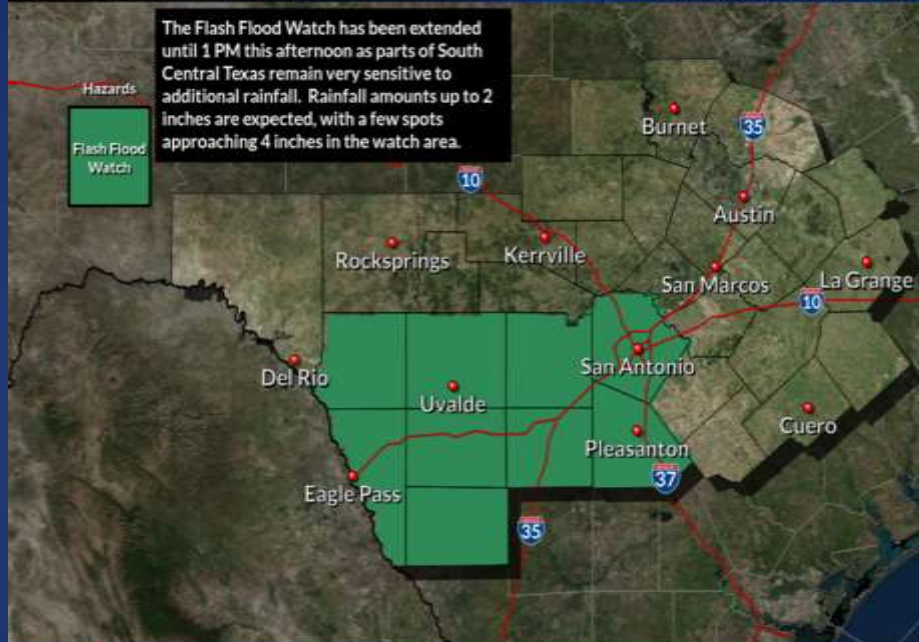 The Flash Flood Watch has been extended
until 1 PM this afternoon as parts of South
Central Texas remain very sensitive to
additional rainfall. Rainfall amounts up to 2
inches are expected, with a few spots
approaching 4 inches in the watch area.
Hazards
Flash Flood
Watch
Burnet
35
10
Austin
Rocksprings
Kerrville
San Marcos
La Grange
10
San Antonio
Del Rio
Uvalde
Cuero
Pleasanton
Eagle Pass
37
35